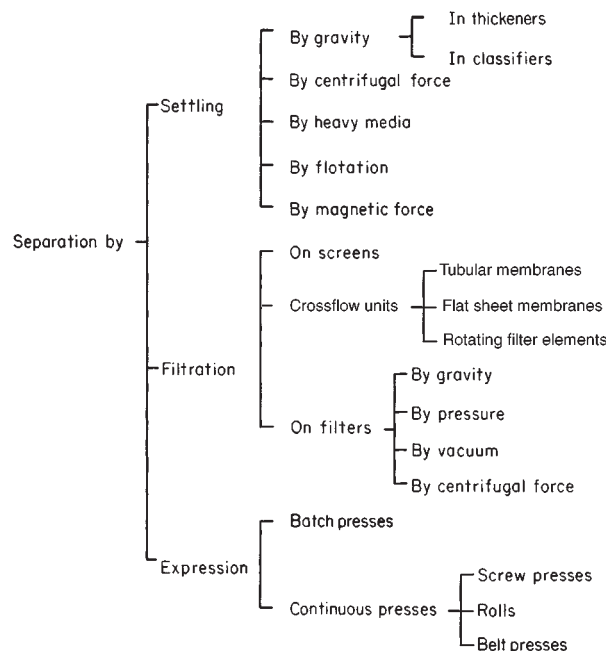 Separation by
Settling
By gravity
In thickeners
In classifiers
By centrifugal force
By heavy media
By flotation
By magnetic force
Filtration
On screens
Crossflow units
Tubular membranes
Flat sheet membranes
Rotating filter elements
On filters
By gravity
By pressure
By vacuum
By centrifugal force
Expression
Batch presses
Continuous presses
Screw presses
Rolls
Belt presses